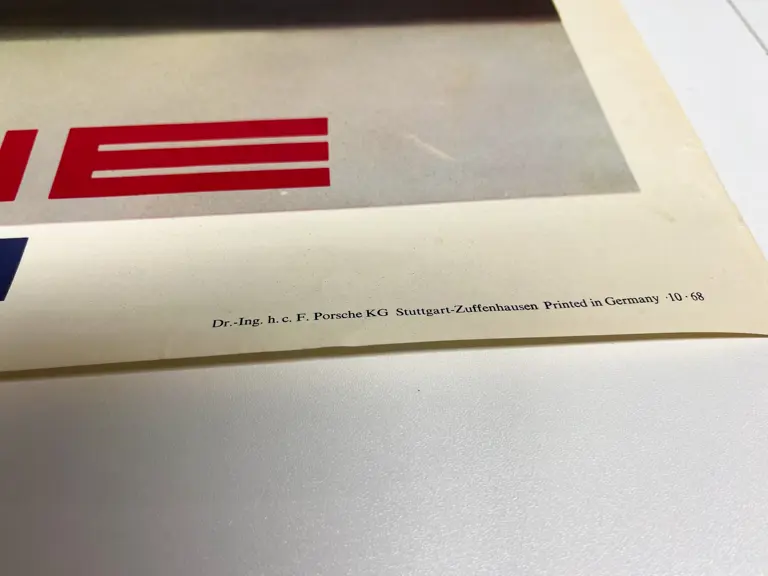 E
Dr.-Ing. h. c. F. Porsche KG Stuttgart-Zuffenhausen Printed in Germany ·10 · 68